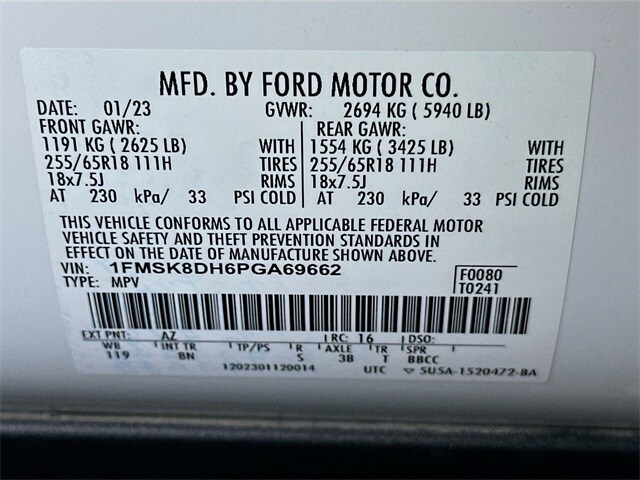 MFD. BY FORD MOTOR CO.
DATE: 01/23 GVWR: 2694 KG ( 5940 LB)
FRONT GAWR: REAR GAWR:
1191 KG ( 2625 LB) WITH 1554 KG ( 3425 LB) WITH
255/65R18 111H TIRES 255/65R18 111H TIRES
18x7.5J RIMS 18x7.5J RIMS
AT 230 kPa/ 33 PSI COLD AT 230 kPa/ 33 PSI COLD
THIS VEHICLE CONFORMS TO ALL APPLICABLE FEDERAL MOTOR
VEHICLE SAFETY AND THEFT PREVENTION STANDARDS IN
EFFECT ON THE DATE OF MANUFACTURE SHOWN ABOVE.
VIN: 1FMSK8DH6PGA69662 F0080
TYPE: MPV T0241
EXT PNT: AZ RC: 16 DSO:
WB INT TR TP/PS R AXLE TR SPR
119 BN S 3B T BBCC
1202301120014 UTC SU5A-1520472-BA